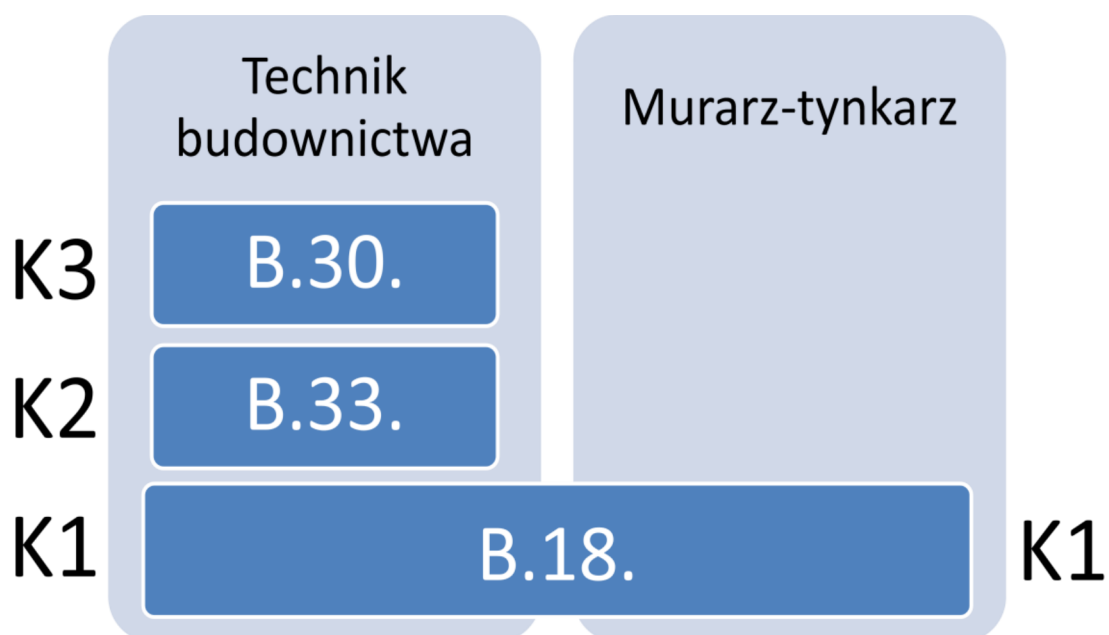 Technik
budownictwa
Murarz-tynkarz
K3
B.30.
K2
B.33.
K1
B.18.
K1